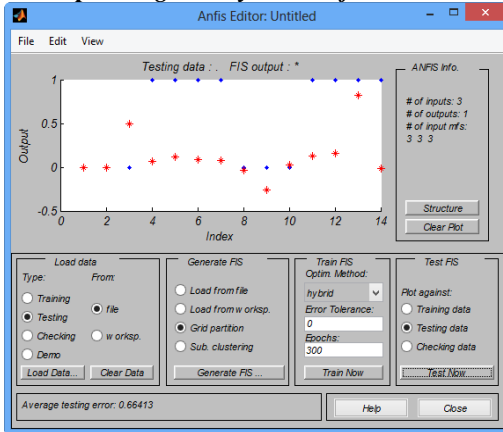 Anfis Editor: Untitled
File Edit View
Testing data : . FIS output : *
1
0.5
0
-0.5
Output
0 2 4 6 8 10 12 14
Index
ANFIS Info.
# of inputs: 3
# of outputs: 1
# of input mfs:
3 3 3
Structure
Clear Plot
Load data
Type: From:
Training
Testing
Checking
Demo
file
w orksp.
Load Data...
Clear Data
Generate FIS
Load from file
Load from w orksp.
Grid partition
Sub. clustering
Generate FIS ...
Train FIS
Optim. Method:
hybrid
Error Tolerance:
0
Epochs:
300
Train Now
Test FIS
Plot against:
Training data
Testing data
Checking data
Test Now
Average testing error: 0.66413
Help
Close